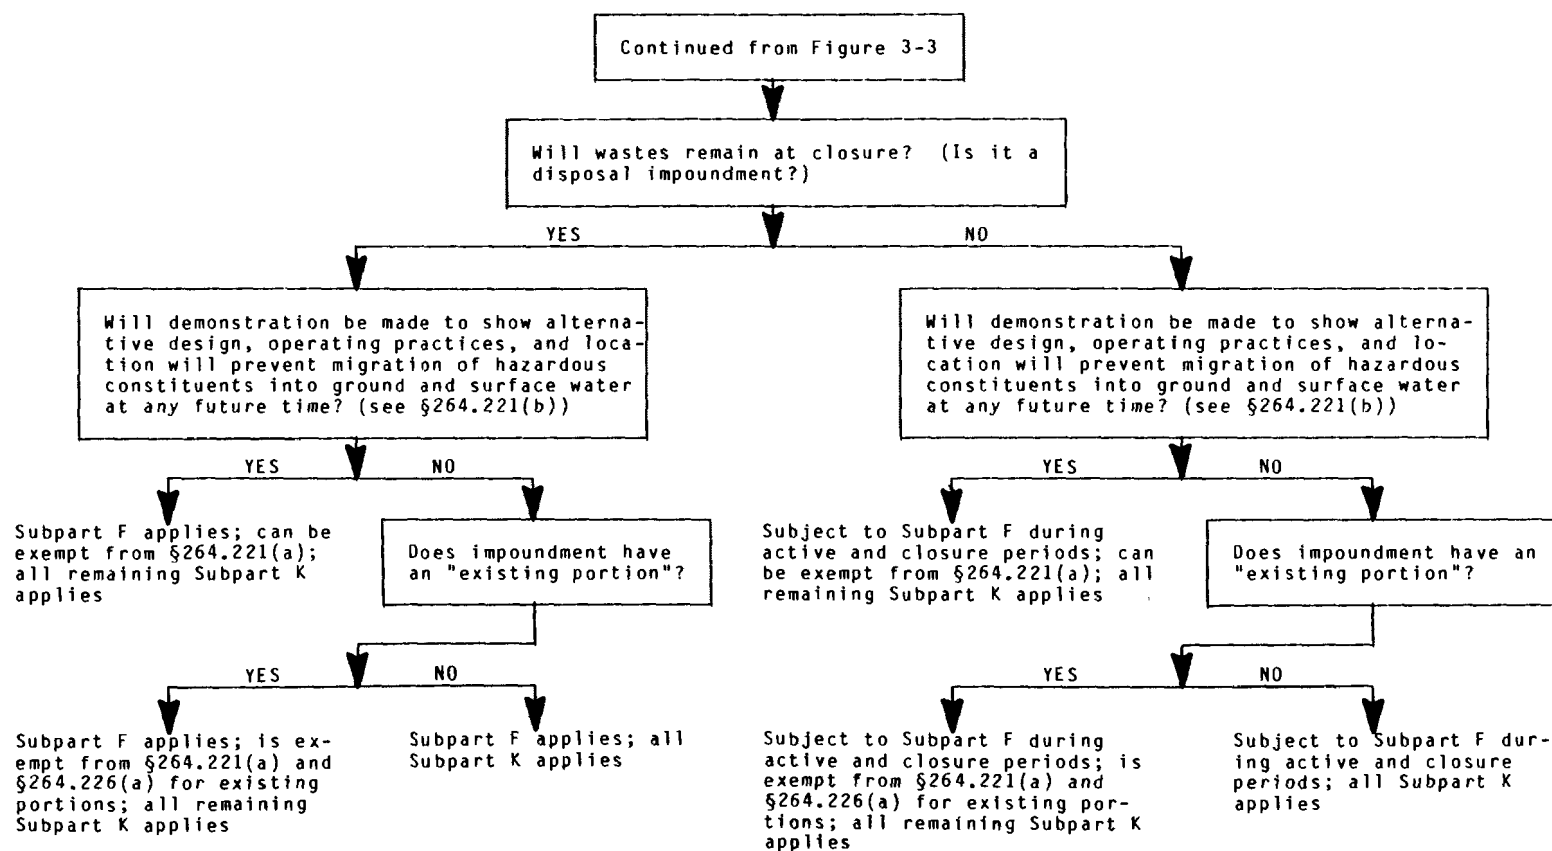 Continued from Figure 3-3
Will wastes remain at closure? (Is it a
disposal impoundment?)
YES
NO
Will demonstration be made to show alterna-
tive design, operating practices, and loca-
tion will prevent migration of hazardous
constituents into ground and surface water
at any future time? (see §264.221(b))
Will demonstration be made to show alterna-
tive design, operating practices, and lo-
cation will prevent migration of hazardous
constituents into ground and surface water
at any future time? (see §264.221(b))
YES
NO
YES
NO
Subpart F applies; can be
exempt from §264.221(a);
all remaining Subpart K
applies
Does impoundment have
an "existing portion"?
Subject to Subpart F during
active and closure periods; can
be exempt from §264.221(a); all
remaining Subpart K applies
Does impoundment have an
"existing portion"?
YES
NO
YES
NO
Subpart F applies; is ex-
empt from §264.221(a) and
§264.226(a) for existing
portions; all remaining
Subpart K applies
Subpart F applies; all
Subpart K applies
Subject to Subpart F during
active and closure periods; is
exempt from §264.221(a) and
§264.226(a) for existing por-
tions; all remaining Subpart K
applies
Subject to Subpart F dur-
ing active and closure
periods; all Subpart K
applies